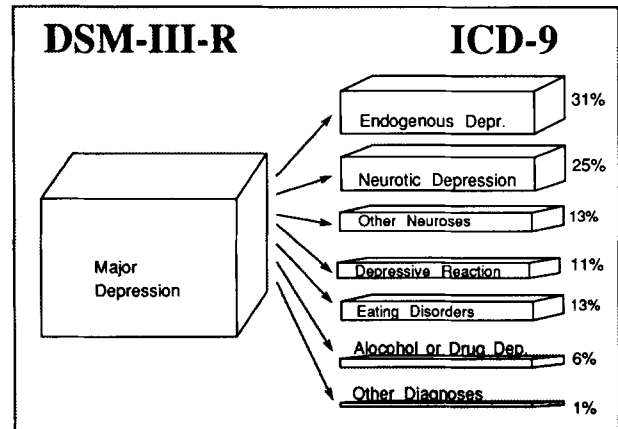 DSM-III-R ICD-9
Major
Depression
Endogenous Depr. 31%
Neurotic Depression 25%
Other Neuroses 13%
Depressive Reaction 11%
Eating Disorders 13%
Alocohol or Drug Dep. 6%
Other Diagnoses 1%